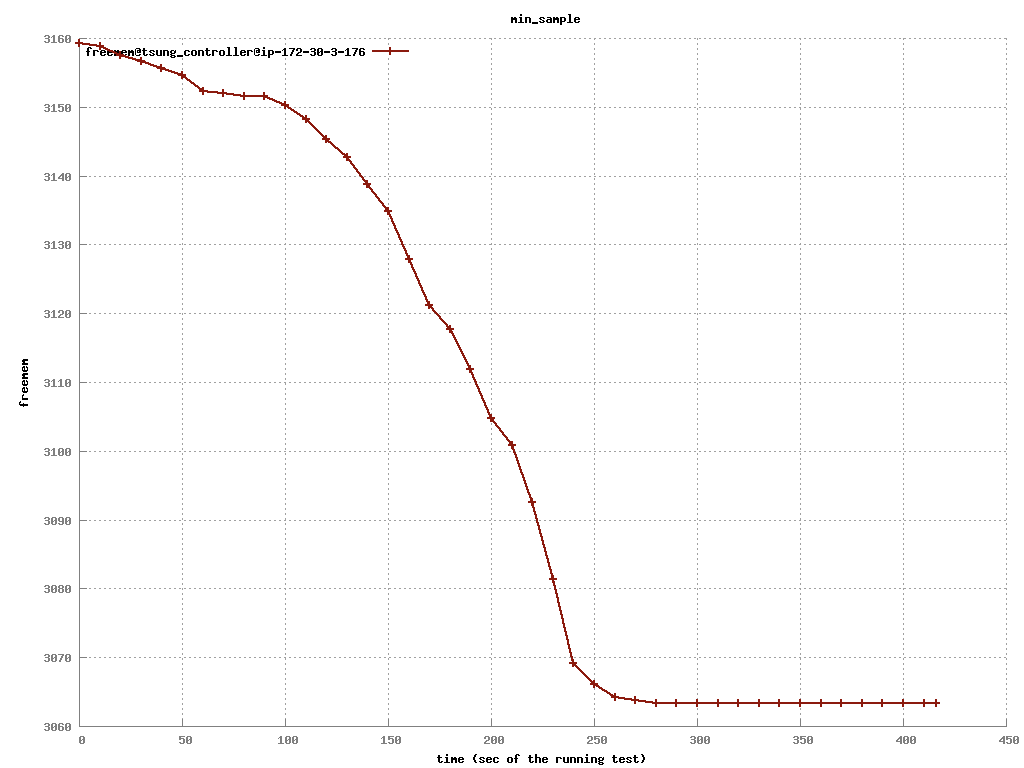 min_sample
3160
freemem@tsung_controller@ip-172-30-3-176
3150
3140
3130
3120
3110
3100
3090
3080
3070
3060
freemem
0 50 100 150 200 250 300 350 400 450
time (sec of the running test)